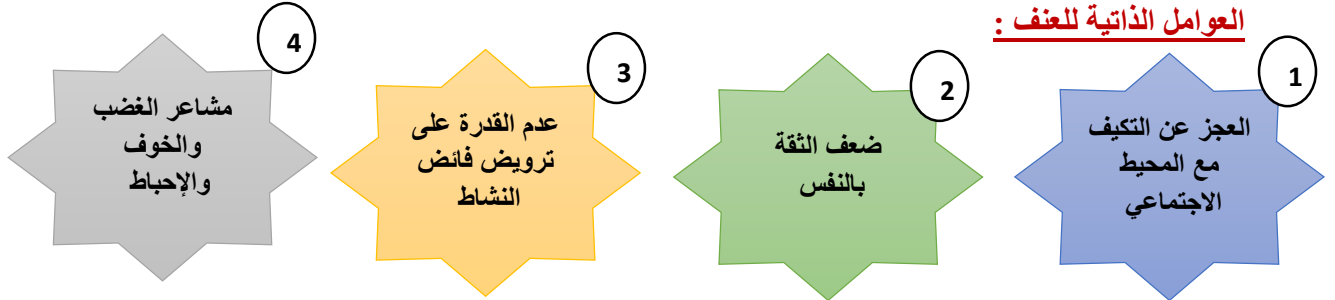 العوامل الذاتية للعنف :
1
العجز عن التكيف
مع المحيط
الاجتماعي
2
ضعف الثقة
بالنفس
3
عدم القدرة على
ترويض فائض
النشاط
4
مشاعر الغضب
والخوف
والإحباط